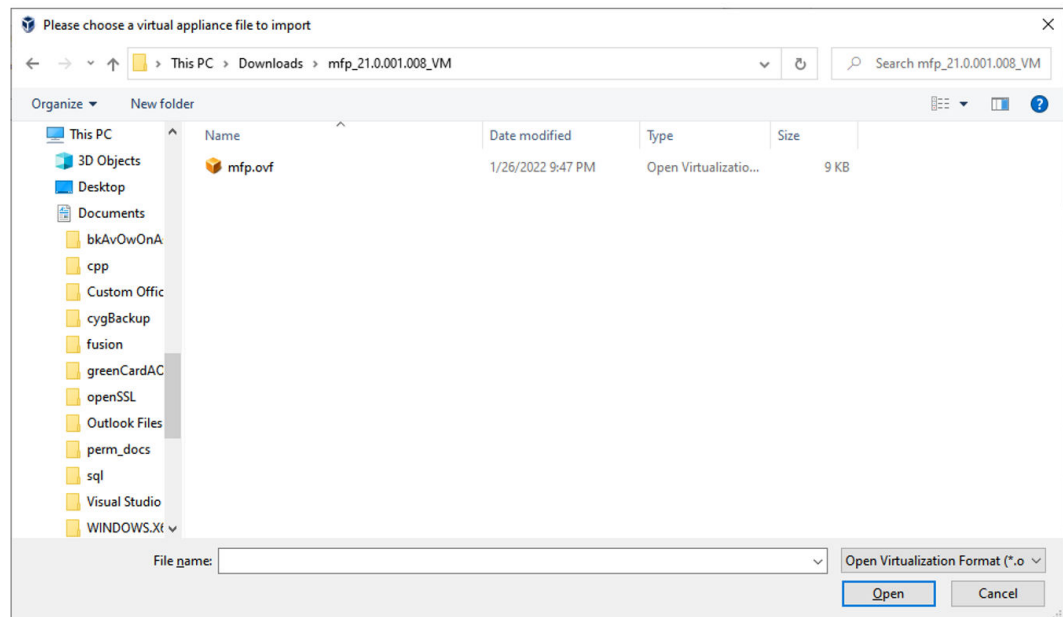 Please choose a virtual appliance file to import
This PC > Downloads > mfp_21.0.001.008_VM
Search mfp_21.0.001.008_VM
Organize
New folder
Name
Date modified
Type
Size
mfp.ovf
1/26/2022 9:47 PM
Open Virtualizatio...
9 KB
This PC
3D Objects
Desktop
Documents
bkAvOwOnA
cpp
Custom Offic
cygBackup
fusion
greenCardAC
openSSL
Outlook Files
perm_docs
sql
Visual Studio
WINDOWS.X6
File name:
Open Virtualization Format (*.o
Open
Cancel